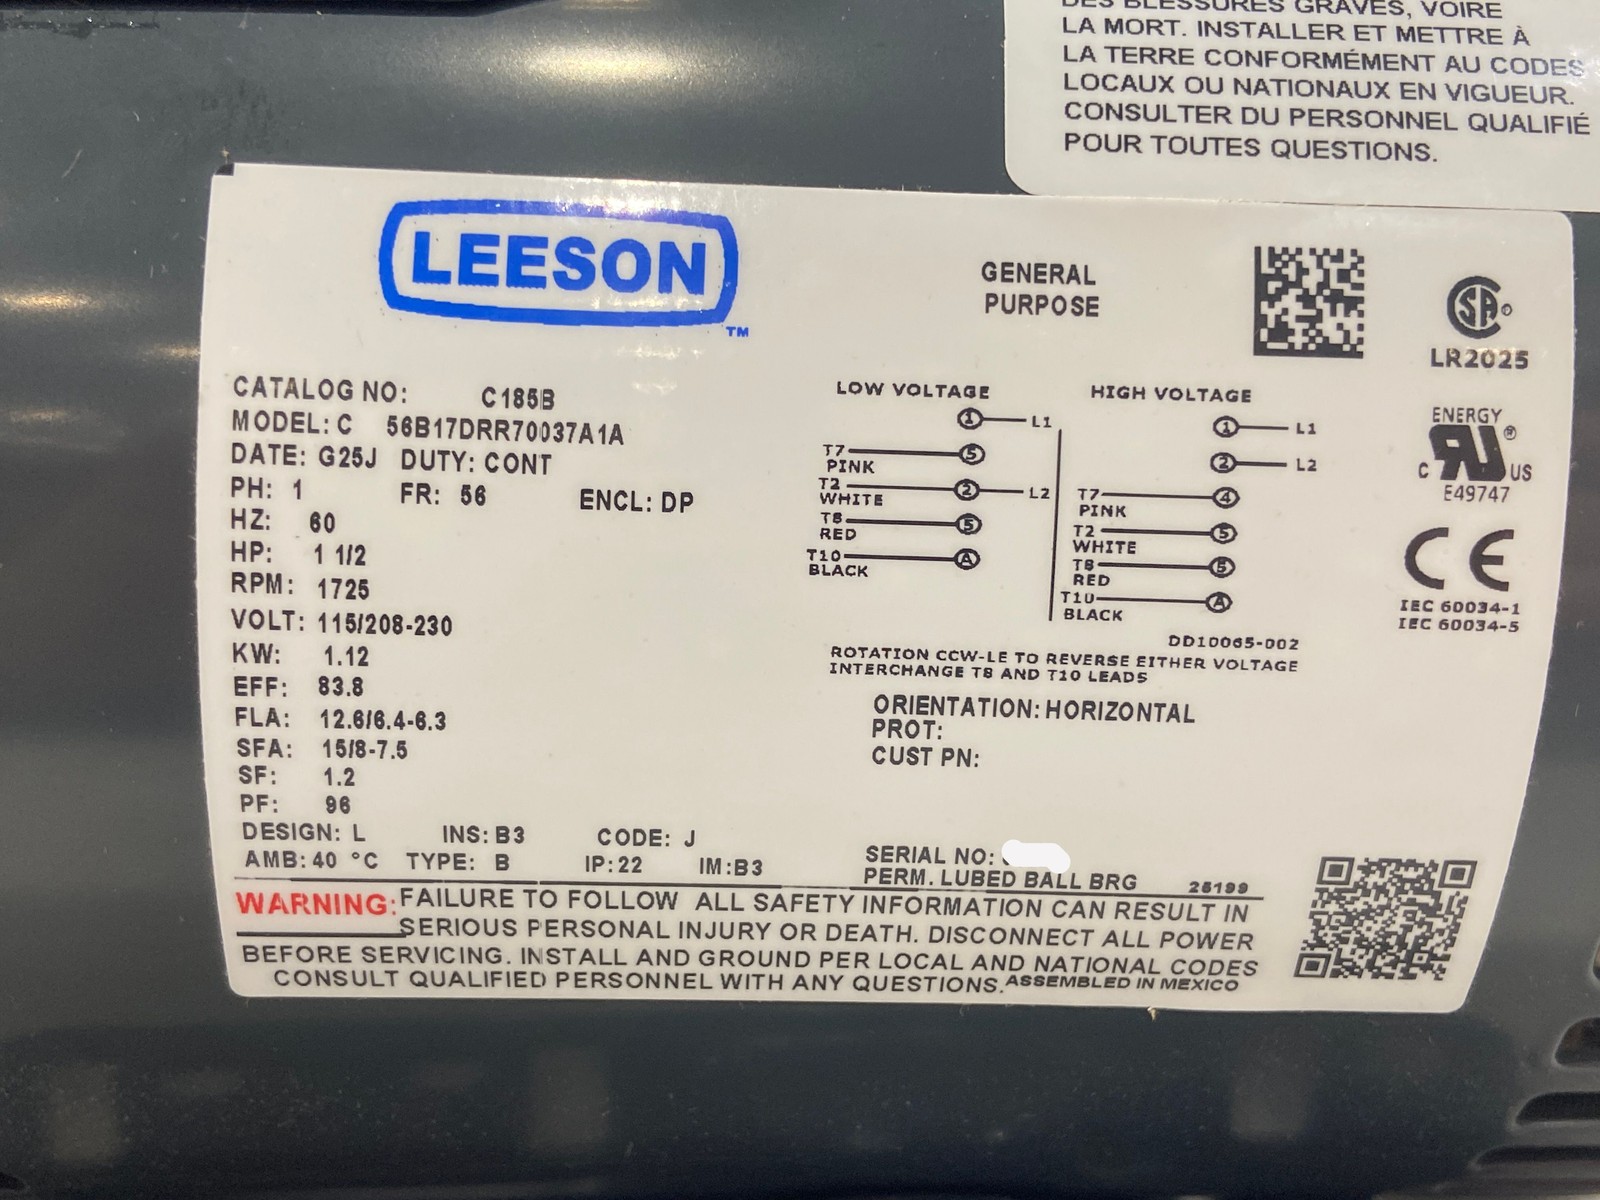 DES BLESSURES GRAVES, VOIRE
LA MORT. INSTALLER ET METTRE À
LA TERRE CONFORMÉMENT AU CODES
LOCAUX OU NATIONAUX EN VIGUEUR.
CONSULTER DU PERSONNEL QUALIFIÉ
POUR TOUTES QUESTIONS.
LEESON™
GENERAL
PURPOSE
SA®
LR2025
CATALOG NO: C185B
MODEL: C 56B17DRR70037A1A
DATE: G25J DUTY: CONT
PH: 1 FR: 56 ENCL: DP
HZ: 60
HP: 1 1/2
RPM: 1725
VOLT: 115/208-230
KW: 1.12
EFF: 83.8
FLA: 12.6/6.4-6.3
SFA: 15/8-7.5
SF: 1.2
PF: 96
DESIGN: L INS: B3 CODE: J
AMB: 40 °C TYPE: B IP: 22 IM: B3
LOW VOLTAGE
1 L1
T7 5
PINK
T2 2 L2
WHITE
T8 5
RED
T10 A
BLACK
HIGH VOLTAGE
1 L1
2 L2
T7 4
PINK
T2 5
WHITE
T8 5
RED
T10 A
BLACK
DD10065-002
ROTATION CCW-LE TO REVERSE EITHER VOLTAGE
INTERCHANGE T8 AND T10 LEADS
ORIENTATION: HORIZONTAL
PROT:
CUST PN:
ENERGY
C RU® US
E49747
CE
IEC 60034-1
IEC 60034-5
SERIAL NO:
PERM. LUBED BALL BRG 25199
WARNING: FAILURE TO FOLLOW ALL SAFETY INFORMATION CAN RESULT IN
SERIOUS PERSONAL INJURY OR DEATH. DISCONNECT ALL POWER
BEFORE SERVICING. INSTALL AND GROUND PER LOCAL AND NATIONAL CODES
CONSULT QUALIFIED PERSONNEL WITH ANY QUESTIONS. ASSEMBLED IN MEXICO